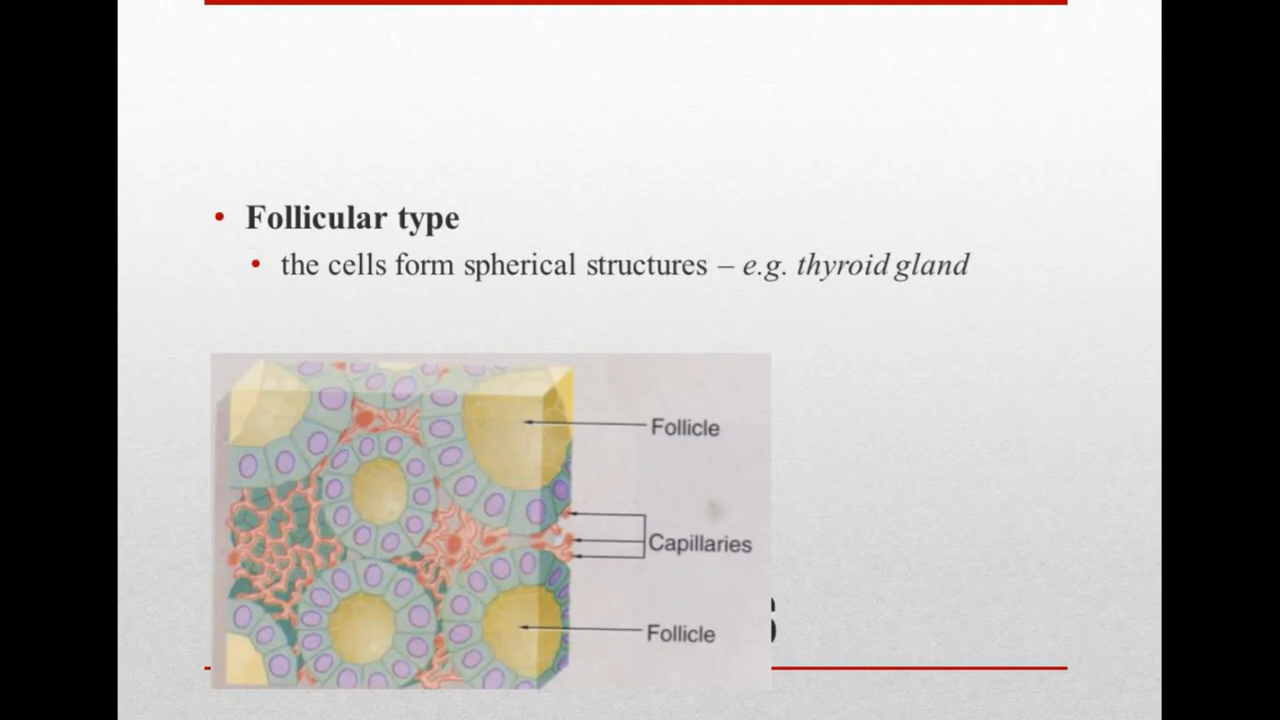 Follicular type
the cells form spherical structures – e.g. thyroid gland
Follicle
Capillaries
Follicle